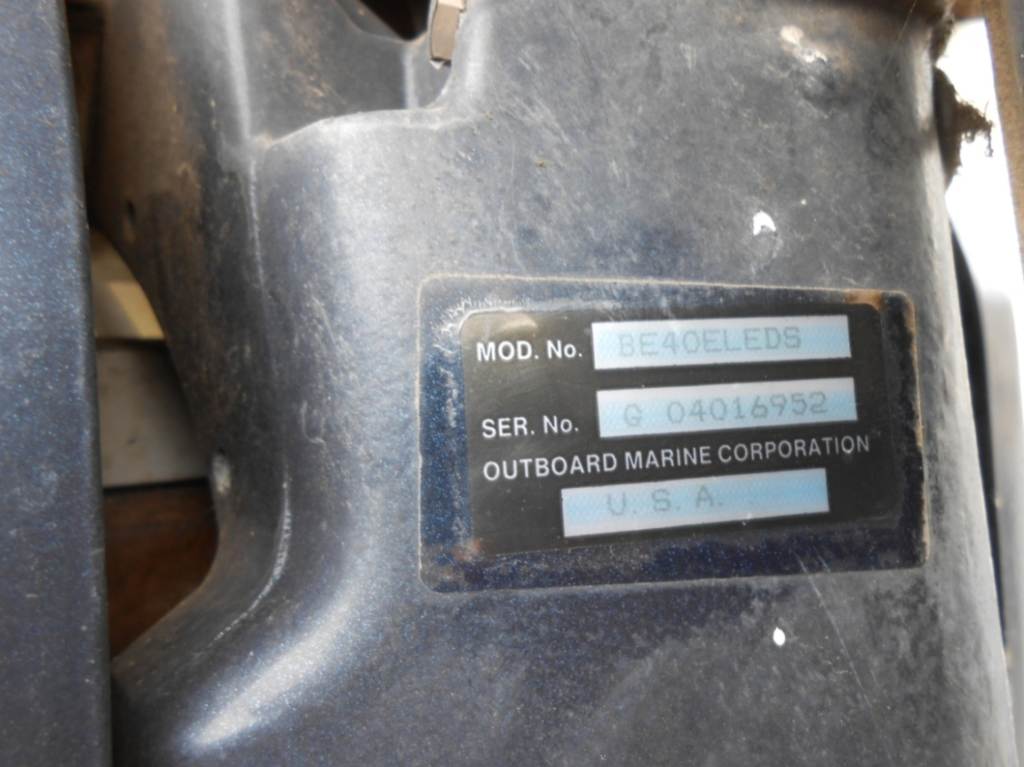 MOD. No. BE40ELEDS
SER. No. G 04016952
OUTBOARD MARINE CORPORATION
U. S. A.